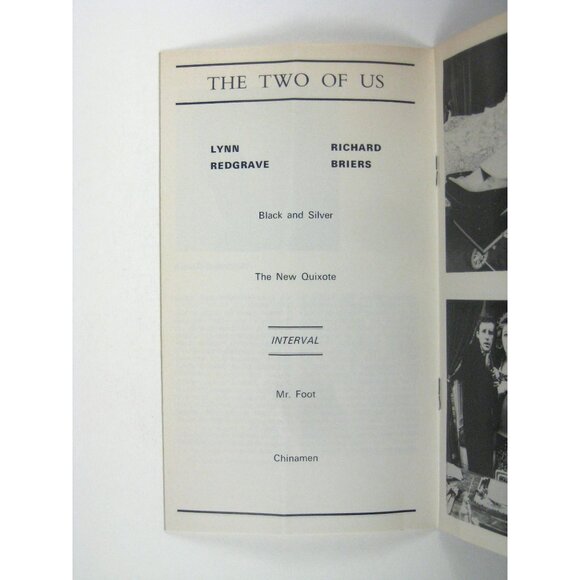 THE TWO OF US
LYNN REDGRAVE
RICHARD BRIERS
Black and Silver
The New Quixote
INTERVAL
Mr. Foot
Chinamen